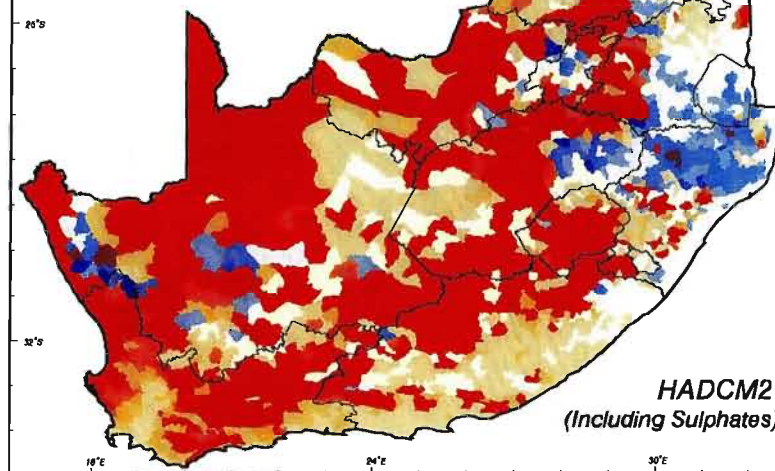 26°S
32°S
HADCM2
(Including Sulphates)
18°E 24°E 30°E